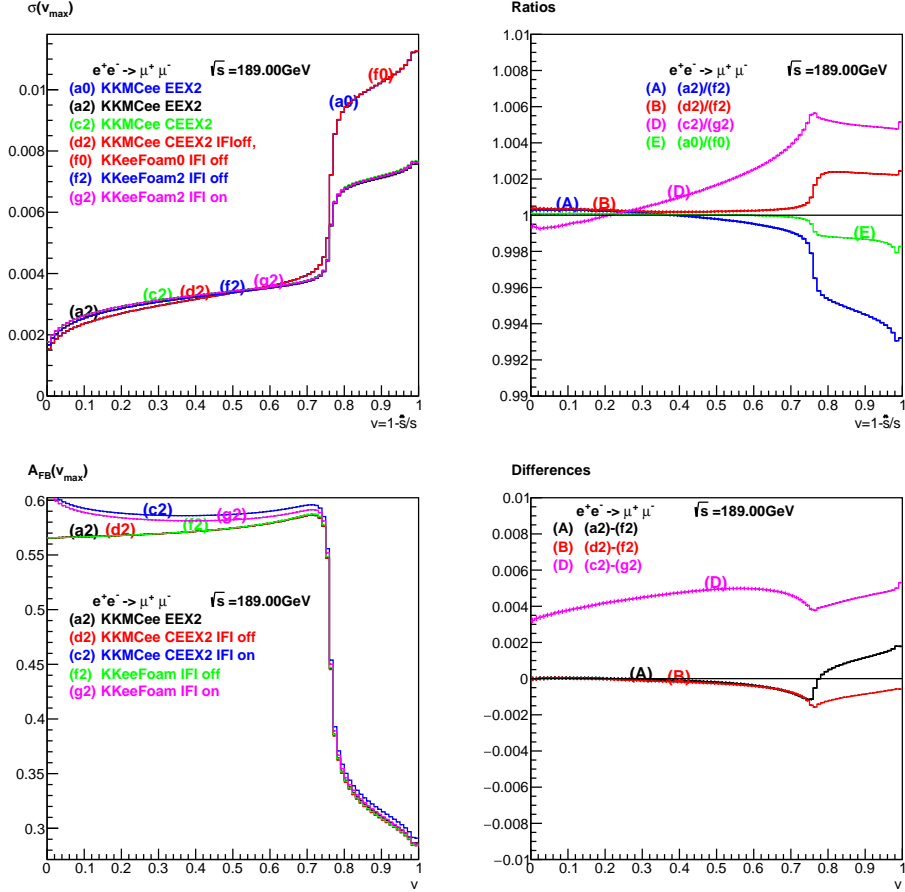 σ(v_max)
e⁺e⁻ -> μ⁺ μ⁻ √s =189.00GeV
(a0) KKMCee EEX2
(a2) KKMCee EEX2
(c2) KKMCee CEEX2
(d2) KKMCee CEEX2 IFIoff,
(f0) KKeeFoam0 IFI off
(f2) KKeeFoam2 IFI off
(g2) KKeeFoam2 IFI on
(f0)
(a0)
(a2) (c2) (d2) (f2) (g2)
0.01
0.008
0.006
0.004
0.002
0
0 0.1 0.2 0.3 0.4 0.5 0.6 0.7 0.8 0.9 1
v=1-ŝ/s
Ratios
e⁺e⁻ -> μ⁺ μ⁻ √s =189.00GeV
(A) (a2)/(f2)
(B) (d2)/(f2)
(D) (c2)/(g2)
(E) (a0)/(f0)
(A) (B) (D) (E)
1.01
1.008
1.006
1.004
1.002
1
0.998
0.996
0.994
0.992
0.99
0 0.1 0.2 0.3 0.4 0.5 0.6 0.7 0.8 0.9 1
v=1-ŝ/s
A_FB(v_max)
(c2)
(g2)
(a2) (d2) (f2)
e⁺e⁻ -> μ⁺ μ⁻ √s =189.00GeV
(a2) KKMCee EEX2
(d2) KKMCee CEEX2 IFI off
(c2) KKMCee CEEX2 IFI on
(f2) KKeeFoam IFI off
(g2) KKeeFoam IFI on
0.6
0.55
0.5
0.45
0.4
0.35
0.3
0 0.1 0.2 0.3 0.4 0.5 0.6 0.7 0.8 0.9 1
v
Differences
e⁺e⁻ -> μ⁺ μ⁻ √s =189.00GeV
(A) (a2)-(f2)
(B) (d2)-(f2)
(D) (c2)-(g2)
(D)
(A) (B)
0.01
0.008
0.006
0.004
0.002
0
−0.002
−0.004
−0.006
−0.008
−0.01
0 0.1 0.2 0.3 0.4 0.5 0.6 0.7 0.8 0.9 1
v